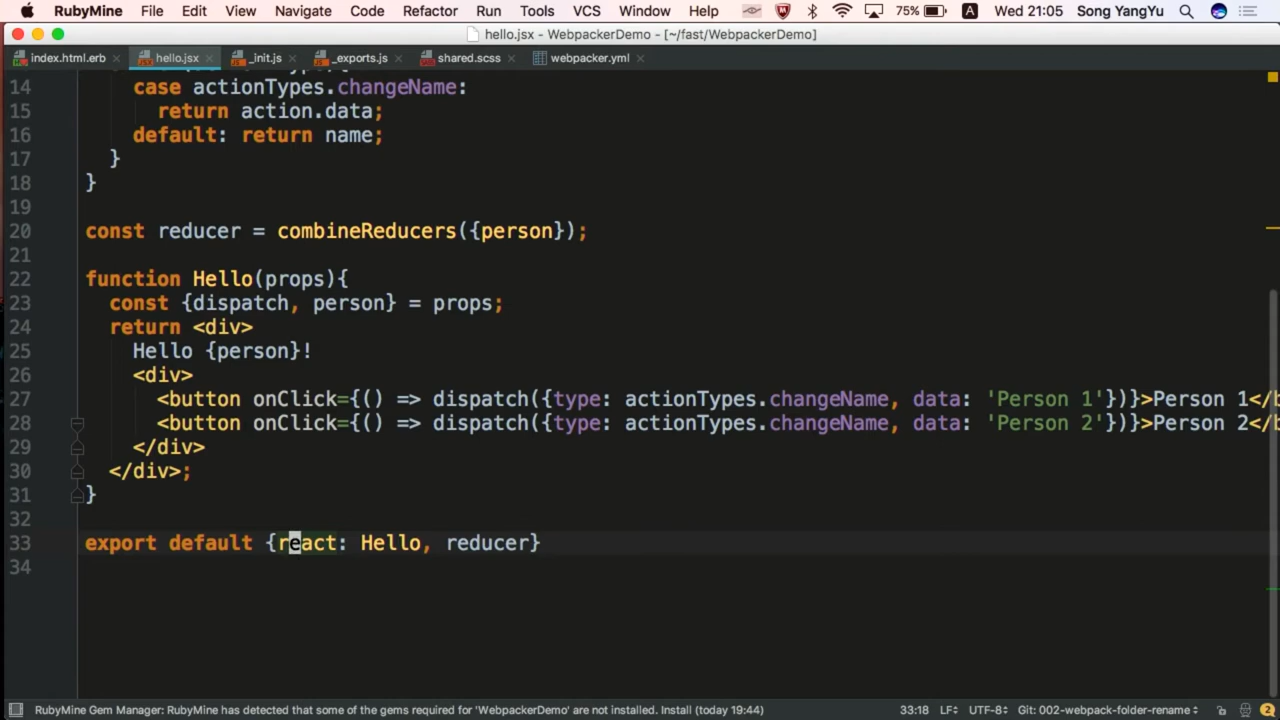 RubyMine File Edit View Navigate Code Refactor Run Tools VCS Window Help 75% A Wed 21:05 Song YangYu
hello.jsx - WebpackerDemo - [~/fast/WebpackerDemo]
index.html.erb hello.jsx _init.js _exports.js shared.scss webpacker.yml
14 case actionTypes.changeName:
15 return action.data;
16 default: return name;
17 }
18 }
19
20 const reducer = combineReducers({person});
21
22 function Hello(props){
23 const {dispatch, person} = props;
24 return <div>
25 Hello {person}!
26 <div>
27 <button onClick={() => dispatch({type: actionTypes.changeName, data: 'Person 1'})}>Person 1</b
28 <button onClick={() => dispatch({type: actionTypes.changeName, data: 'Person 2'})}>Person 2</b
29 </div>
30 </div>;
31 }
32
33 export default {react: Hello, reducer}
34
RubyMine Gem Manager: RubyMine has detected that some of the gems required for 'WebpackerDemo' are not installed. Install (today 19:44) 33:18 LF UTF-8 Git: 002-webpack-folder-rename 2